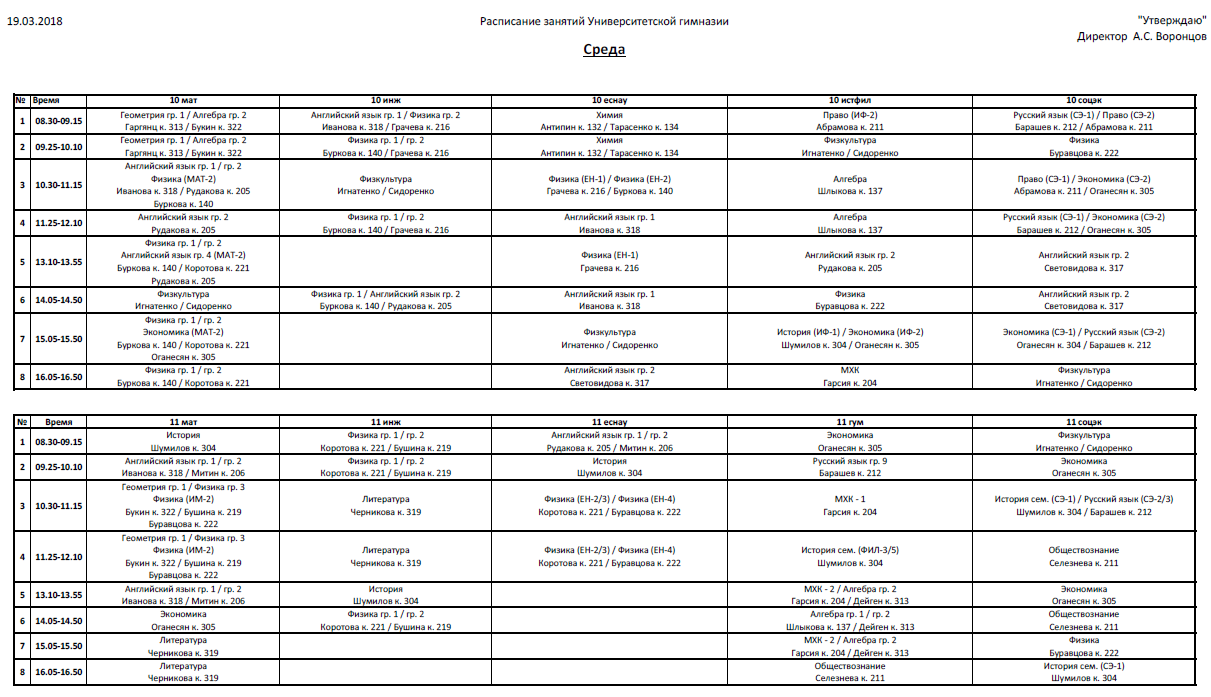 19.03.2018 Расписание занятий Университетской гимназии "Утверждаю"
Директор А.С. Воронцов
Среда
№ Время 10 мат 10 инж 10 еснау 10 истфил 10 соцэк
1 08.30-09.15
Геометрия гр. 1 / Алгебра гр. 2
Гаргянц к. 313 / Букин к. 322
Английский язык гр. 1 / Физика гр. 2
Иванова к. 318 / Грачева к. 216
Химия
Антипин к. 132 / Тарасенко к. 134
Право (ИФ-2)
Абрамова к. 211
Русский язык (СЭ-1) / Право (СЭ-2)
Барашев к. 212 / Абрамова к. 211
2 09.25-10.10
Геометрия гр. 1 / Алгебра гр. 2
Гаргянц к. 313 / Букин к. 322
Физика гр. 1 / гр. 2
Буркова к. 140 / Грачева к. 216
Химия
Антипин к. 132 / Тарасенко к. 134
Физкультура
Игнатенко / Сидоренко
Физика
Буравцова к. 222
3 10.30-11.15
Английский язык гр. 1 / гр. 2
Физика (МАТ-2)
Иванова к. 318 / Рудакова к. 205
Буркова к. 140
Физкультура
Игнатенко / Сидоренко
Физика (ЕН-1) / Физика (ЕН-2)
Грачева к. 216 / Буркова к. 140
Алгебра
Шлыкова к. 137
Право (СЭ-1) / Экономика (СЭ-2)
Абрамова к. 211 / Оганесян к. 305
4 11.25-12.10
Английский язык гр. 2
Рудакова к. 205
Физика гр. 1 / гр. 2
Буркова к. 140 / Грачева к. 216
Английский язык гр. 1
Иванова к. 318
Алгебра
Шлыкова к. 137
Русский язык (СЭ-1) / Экономика (СЭ-2)
Барашев к. 212 / Оганесян к. 305
5 13.10-13.55
Физика гр. 1 / гр. 2
Английский язык гр. 4 (МАТ-2)
Буркова к. 140 / Коротова к. 221
Рудакова к. 205
Физика (ЕН-1)
Грачева к. 216
Английский язык гр. 2
Рудакова к. 205
Английский язык гр. 2
Световидова к. 317
6 14.05-14.50
Физкультура
Игнатенко / Сидоренко
Физика гр. 1 / Английский язык гр. 2
Буркова к. 140 / Рудакова к. 205
Английский язык гр. 1
Иванова к. 318
Физика
Буравцова к. 222
Английский язык гр. 2
Световидова к. 317
7 15.05-15.50
Физика гр. 1 / гр. 2
Экономика (МАТ-2)
Буркова к. 140 / Коротова к. 221
Оганесян к. 305
Физкультура
Игнатенко / Сидоренко
История (ИФ-1) / Экономика (ИФ-2)
Шумилов к. 304 / Оганесян к. 305
Экономика (СЭ-1) / Русский язык (СЭ-2)
Оганесян к. 304 / Барашев к. 212
8 16.05-16.50
Физика гр. 1 / гр. 2
Буркова к. 140 / Коротова к. 221
Английский язык гр. 2
Световидова к. 317
МХК
Гарсия к. 204
Физкультура
Игнатенко / Сидоренко
№ Время 11 мат 11 инж 11 еснау 11 гум 11 соцэк
1 08.30-09.15
История
Шумилов к. 304
Физика гр. 1 / гр. 2
Коротова к. 221 / Бушина к. 219
Английский язык гр. 1 / гр. 2
Рудакова к. 205 / Митин к. 206
Экономика
Оганесян к. 305
Физкультура
Игнатенко / Сидоренко
2 09.25-10.10
Английский язык гр. 1 / гр. 2
Иванова к. 318 / Митин к. 206
Физика гр. 1 / гр. 2
Коротова к. 221 / Бушина к. 219
История
Шумилов к. 304
Русский язык гр. 9
Барашев к. 212
Экономика
Оганесян к. 305
3 10.30-11.15
Геометрия гр. 1 / Физика гр. 3
Физика (ИМ-2)
Букин к. 322 / Бушина к. 219
Буравцова к. 222
Литература
Черникова к. 319
Физика (ЕН-2/3) / Физика (ЕН-4)
Коротова к. 221 / Буравцова к. 222
МХК - 1
Гарсия к. 204
История сем. (СЭ-1) / Русский язык (СЭ-2/3)
Шумилов к. 304 / Барашев к. 212
4 11.25-12.10
Геометрия гр. 1 / Физика гр. 3
Физика (ИМ-2)
Букин к. 322 / Бушина к. 219
Буравцова к. 222
Литература
Черникова к. 319
Физика (ЕН-2/3) / Физика (ЕН-4)
Коротова к. 221 / Буравцова к. 222
История сем. (ФИЛ-3/5)
Шумилов к. 304
Обществознание
Селезнева к. 211
5 13.10-13.55
Английский язык гр. 1 / гр. 2
Иванова к. 318 / Митин к. 206
История
Шумилов к. 304
МХК - 2 / Алгебра гр. 2
Гарсия к. 204 / Дейген к. 313
Экономика
Оганесян к. 305
6 14.05-14.50
Экономика
Оганесян к. 305
Физика гр. 1 / гр. 2
Коротова к. 221 / Бушина к. 219
Алгебра гр. 1 / гр. 2
Шлыкова к. 137 / Дейген к. 313
Обществознание
Селезнева к. 211
7 15.05-15.50
Литература
Черникова к. 319
МХК - 2 / Алгебра гр. 2
Гарсия к. 204 / Дейген к. 313
Физика
Буравцова к. 222
8 16.05-16.50
Литература
Черникова к. 319
Обществознание
Селезнева к. 211
История сем. (СЭ-1)
Шумилов к. 304